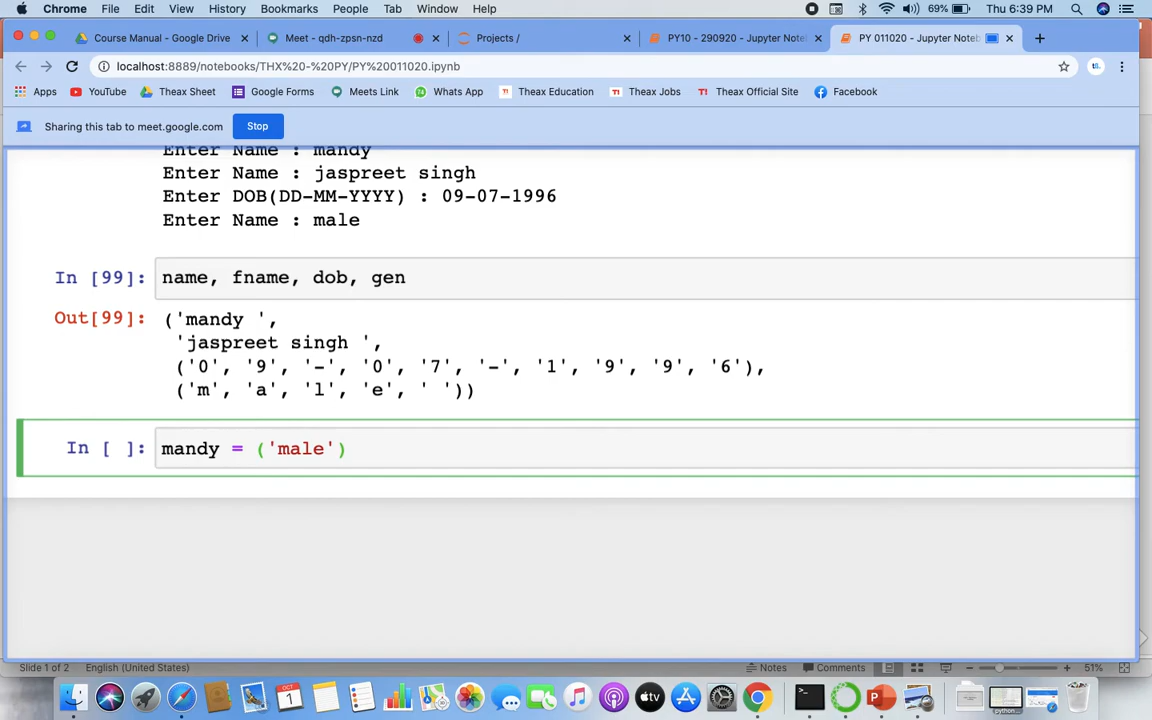 Chrome File Edit View History Bookmarks People Tab Window Help 69% Thu 6:39 PM
Course Manual - Google Drive Meet - qdh-zpsn-nzd Projects / PY10 - 290920 - Jupyter Note PY 011020 - Jupyter Noteb
localhost:8889/notebooks/THX%20-%20PY/PY%20011020.ipynb
Apps YouTube Theax Sheet Google Forms Meets Link Whats App Theax Education Theax Jobs Theax Official Site Facebook
Sharing this tab to meet.google.com Stop
Enter Name : mandy
Enter Name : jaspreet singh
Enter DOB(DD-MM-YYYY) : 09-07-1996
Enter Name : male
In [99]: name, fname, dob, gen
Out[99]: ('mandy ',
'jaspreet singh ',
('0', '9', '-', '0', '7', '-', '1', '9', '9', '6'),
('m', 'a', 'l', 'e', ' '))
In [ ]: mandy = ('male')
Slide 1 of 2 English (United States) Notes Comments 51%
OCT
1
tv